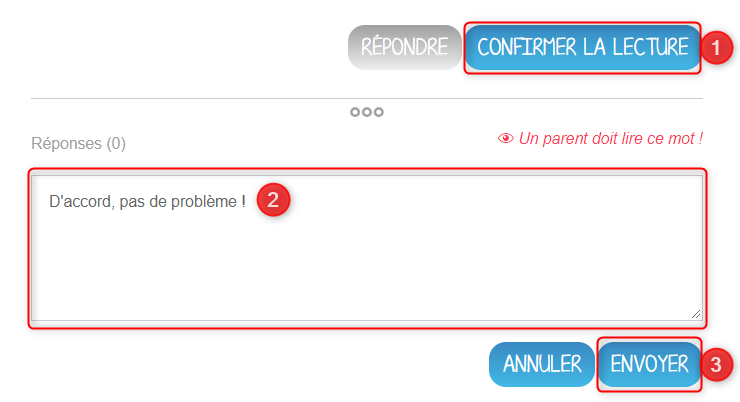 RÉPONDRE CONFIRMER LA LECTURE 1
Réponses (0) Un parent doit lire ce mot !
D'accord, pas de problème ! 2
ANNULER ENVOYER 3